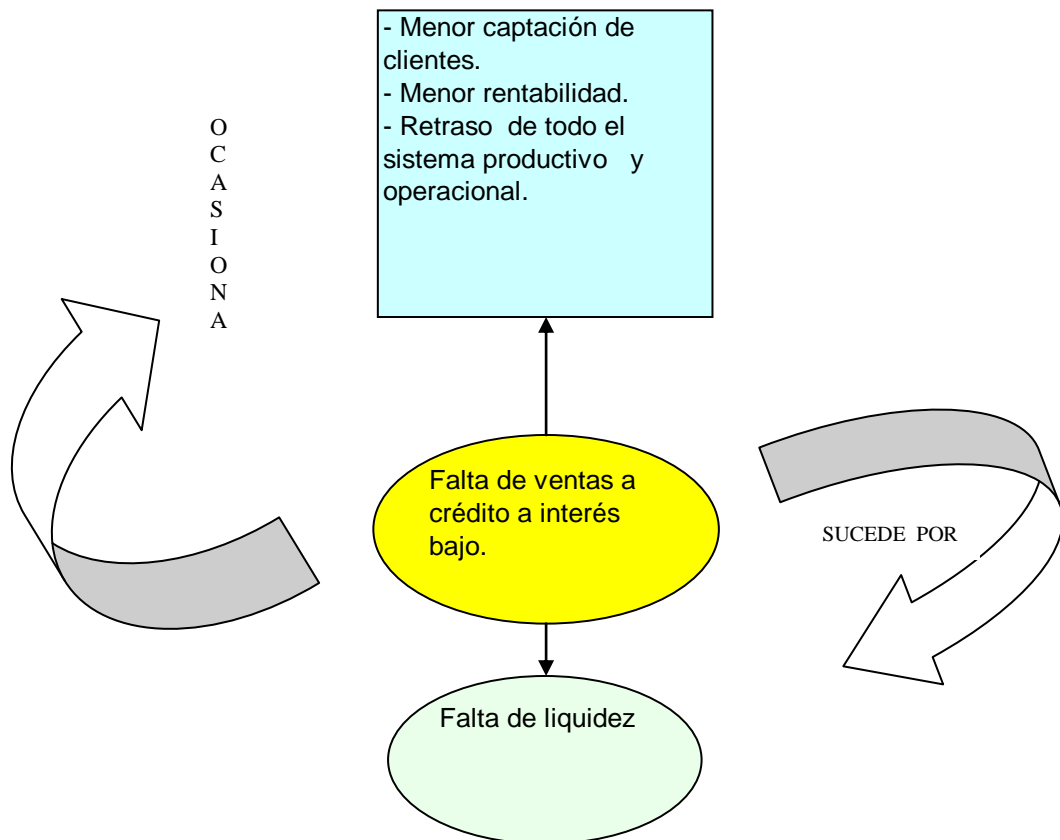 - Menor captación de
clientes.
- Menor rentabilidad.
- Retraso de todo el
sistema productivo y
operacional.
O
C
A
S
I
O
N
A
Falta de ventas a
crédito a interés
bajo.
SUCEDE POR
Falta de liquidez